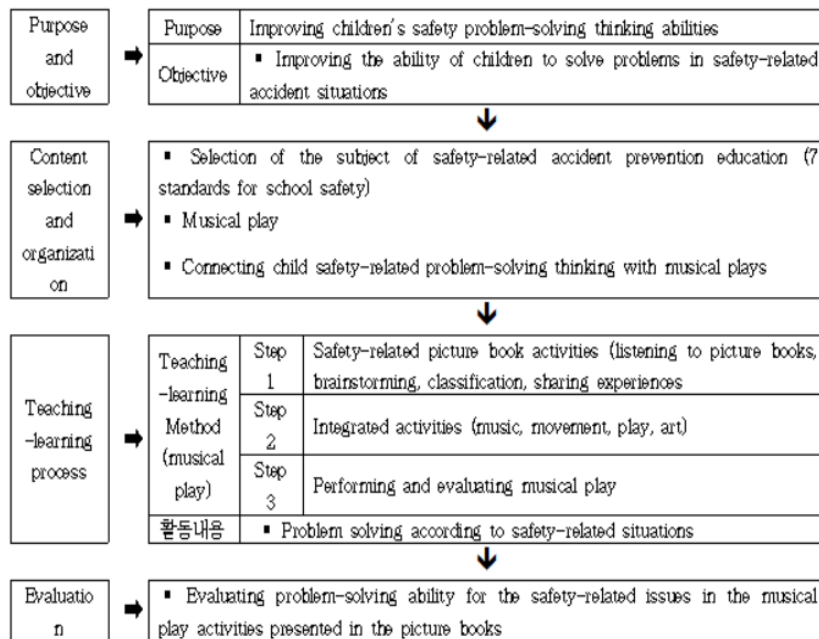 Purpose
and
objective
Purpose
Improving children's safety problem-solving thinking abilities
Objective
▪ Improving the ability of children to solve problems in safety-related
accident situations
Content
selection
and
organizati
on
▪ Selection of the subject of safety-related accident prevention education (7
standards for school safety)
▪ Musical play
▪ Connecting child safety-related problem-solving thinking with musical plays
Teaching
-learning
process
Teaching
-learning
Method
(musical
play)
Step
1
Safety-related picture book activities (listening to picture books,
brainstorming, classification, sharing experiences
Step
2
Integrated activities (music, movement, play, art)
Step
3
Performing and evaluating musical play
활동내용
▪ Problem solving according to safety-related situations
Evaluatio
n
▪ Evaluating problem-solving ability for the safety-related issues in the musical
play activities presented in the picture books